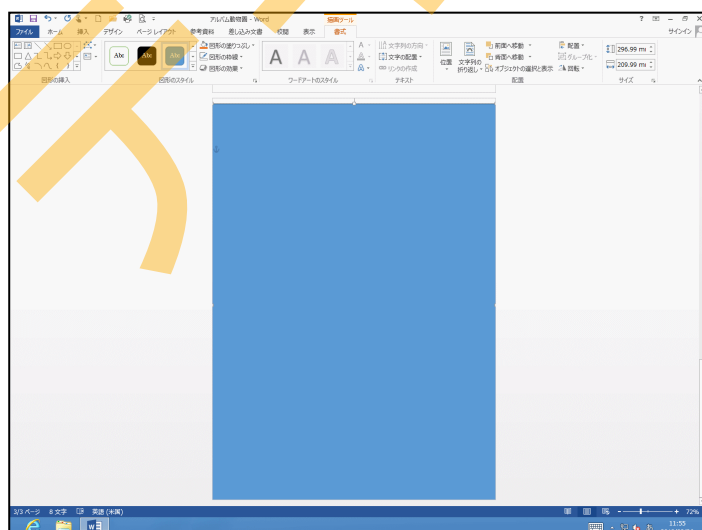 アルバム動物園 - Word
描画ツール
ファイル ホーム 挿入 デザイン ページ レイアウト 参考資料 差し込み文書 校閲 表示 書式
サインイン
Abc Abc Abc
図形の塗りつぶし
図形の枠線
図形の効果
A A A
文字列の方向
文字の配置
リンクの作成
位置 文字列の折り返し
前面へ移動
背面へ移動
オブジェクトの選択と表示
配置
グループ化
回転
296.99 mi
209.99 mi
図形の挿入 図形のスタイル ワードアートのスタイル テキスト 配置 サイズ
3/3 ページ 8 文字 英語 (米国)
72%
11:55